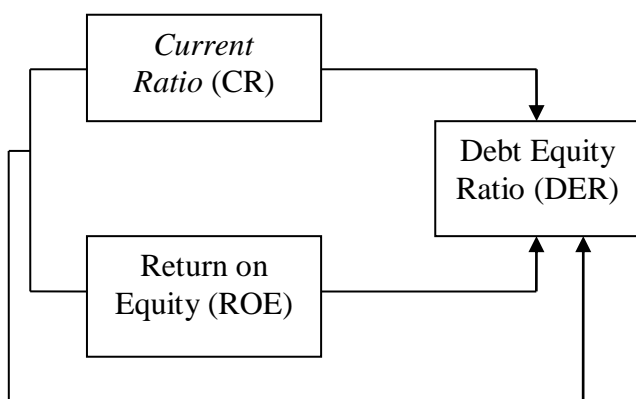 Current
Ratio (CR)
Debt Equity
Ratio (DER)
Return on
Equity (ROE)